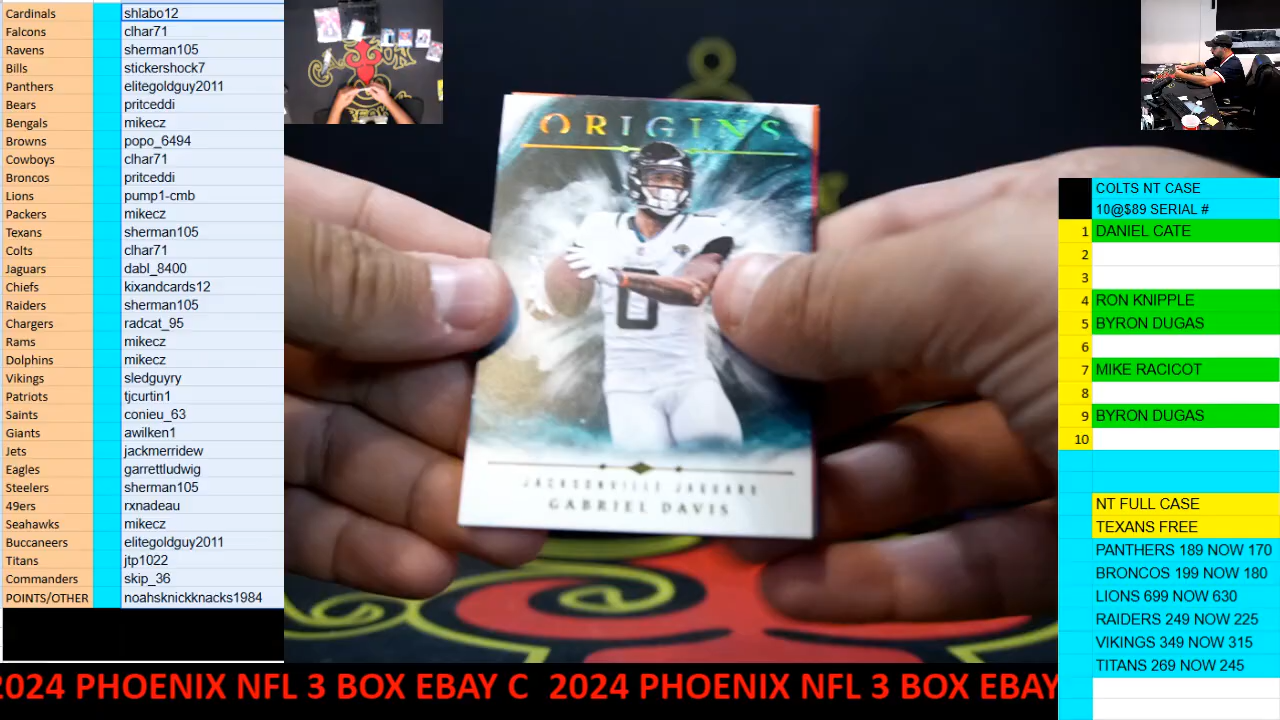 Cardinals shlabo12
Falcons clhar71
Ravens sherman105
Bills stickershock7
Panthers elitegoldguy2011
Bears pritceddi
Bengals mikecz
Browns popo_6494
Cowboys clhar71
Broncos pritceddi
Lions pump1-cmb
Packers mikecz
Texans sherman105
Colts clhar71
Jaguars dabl_8400
Chiefs kixandcards12
Raiders sherman105
Chargers radcat_95
Rams mikecz
Dolphins mikecz
Vikings sledguryry
Patriots tjcurtin1
Saints conieu_63
Giants awilken1
Jets jackmerridew
Eagles garrettludwig
Steelers sherman105
49ers rxnadeau
Seahawks mikecz
Buccaneers elitegoldguy2011
Titans jtp1022
Commanders skip_36
POINTS/OTHER noahsknickknacks1984
ORIGINS
0
JACKSONVILLE JAGUARS
GABRIEL DAVIS
COLTS NT CASE
10@$89 SERIAL #
1 DANIEL CATE
2
3
4 RON KNIPPLE
5 BYRON DUGAS
6
7 MIKE RACICOT
8
9 BYRON DUGAS
10
NT FULL CASE
TEXANS FREE
PANTHERS 189 NOW 170
BRONCOS 199 NOW 180
LIONS 699 NOW 630
RAIDERS 249 NOW 225
VIKINGS 349 NOW 315
TITANS 269 NOW 245
2024 PHOENIX NFL 3 BOX EBAY C 2024 PHOENIX NFL 3 BOX EBAY